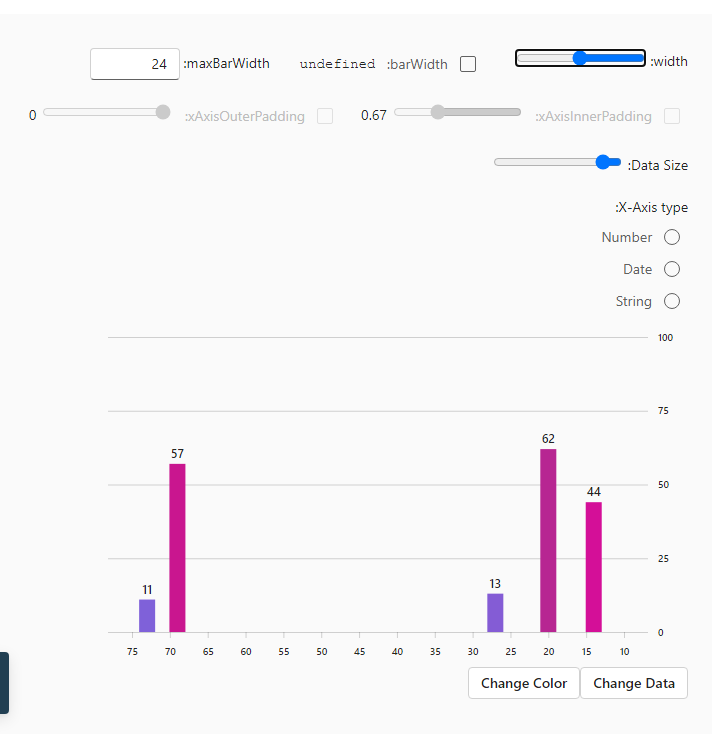 :width
:barWidth undefined
:maxBarWidth 24
:xAxisInnerPadding 0.67
:xAxisOuterPadding 0
:Data Size
:X-Axis type
Number
Date
String
100
75
50
25
0
11
57
13
62
44
75 70 65 60 55 50 45 40 35 30 25 20 15 10
Change Color Change Data